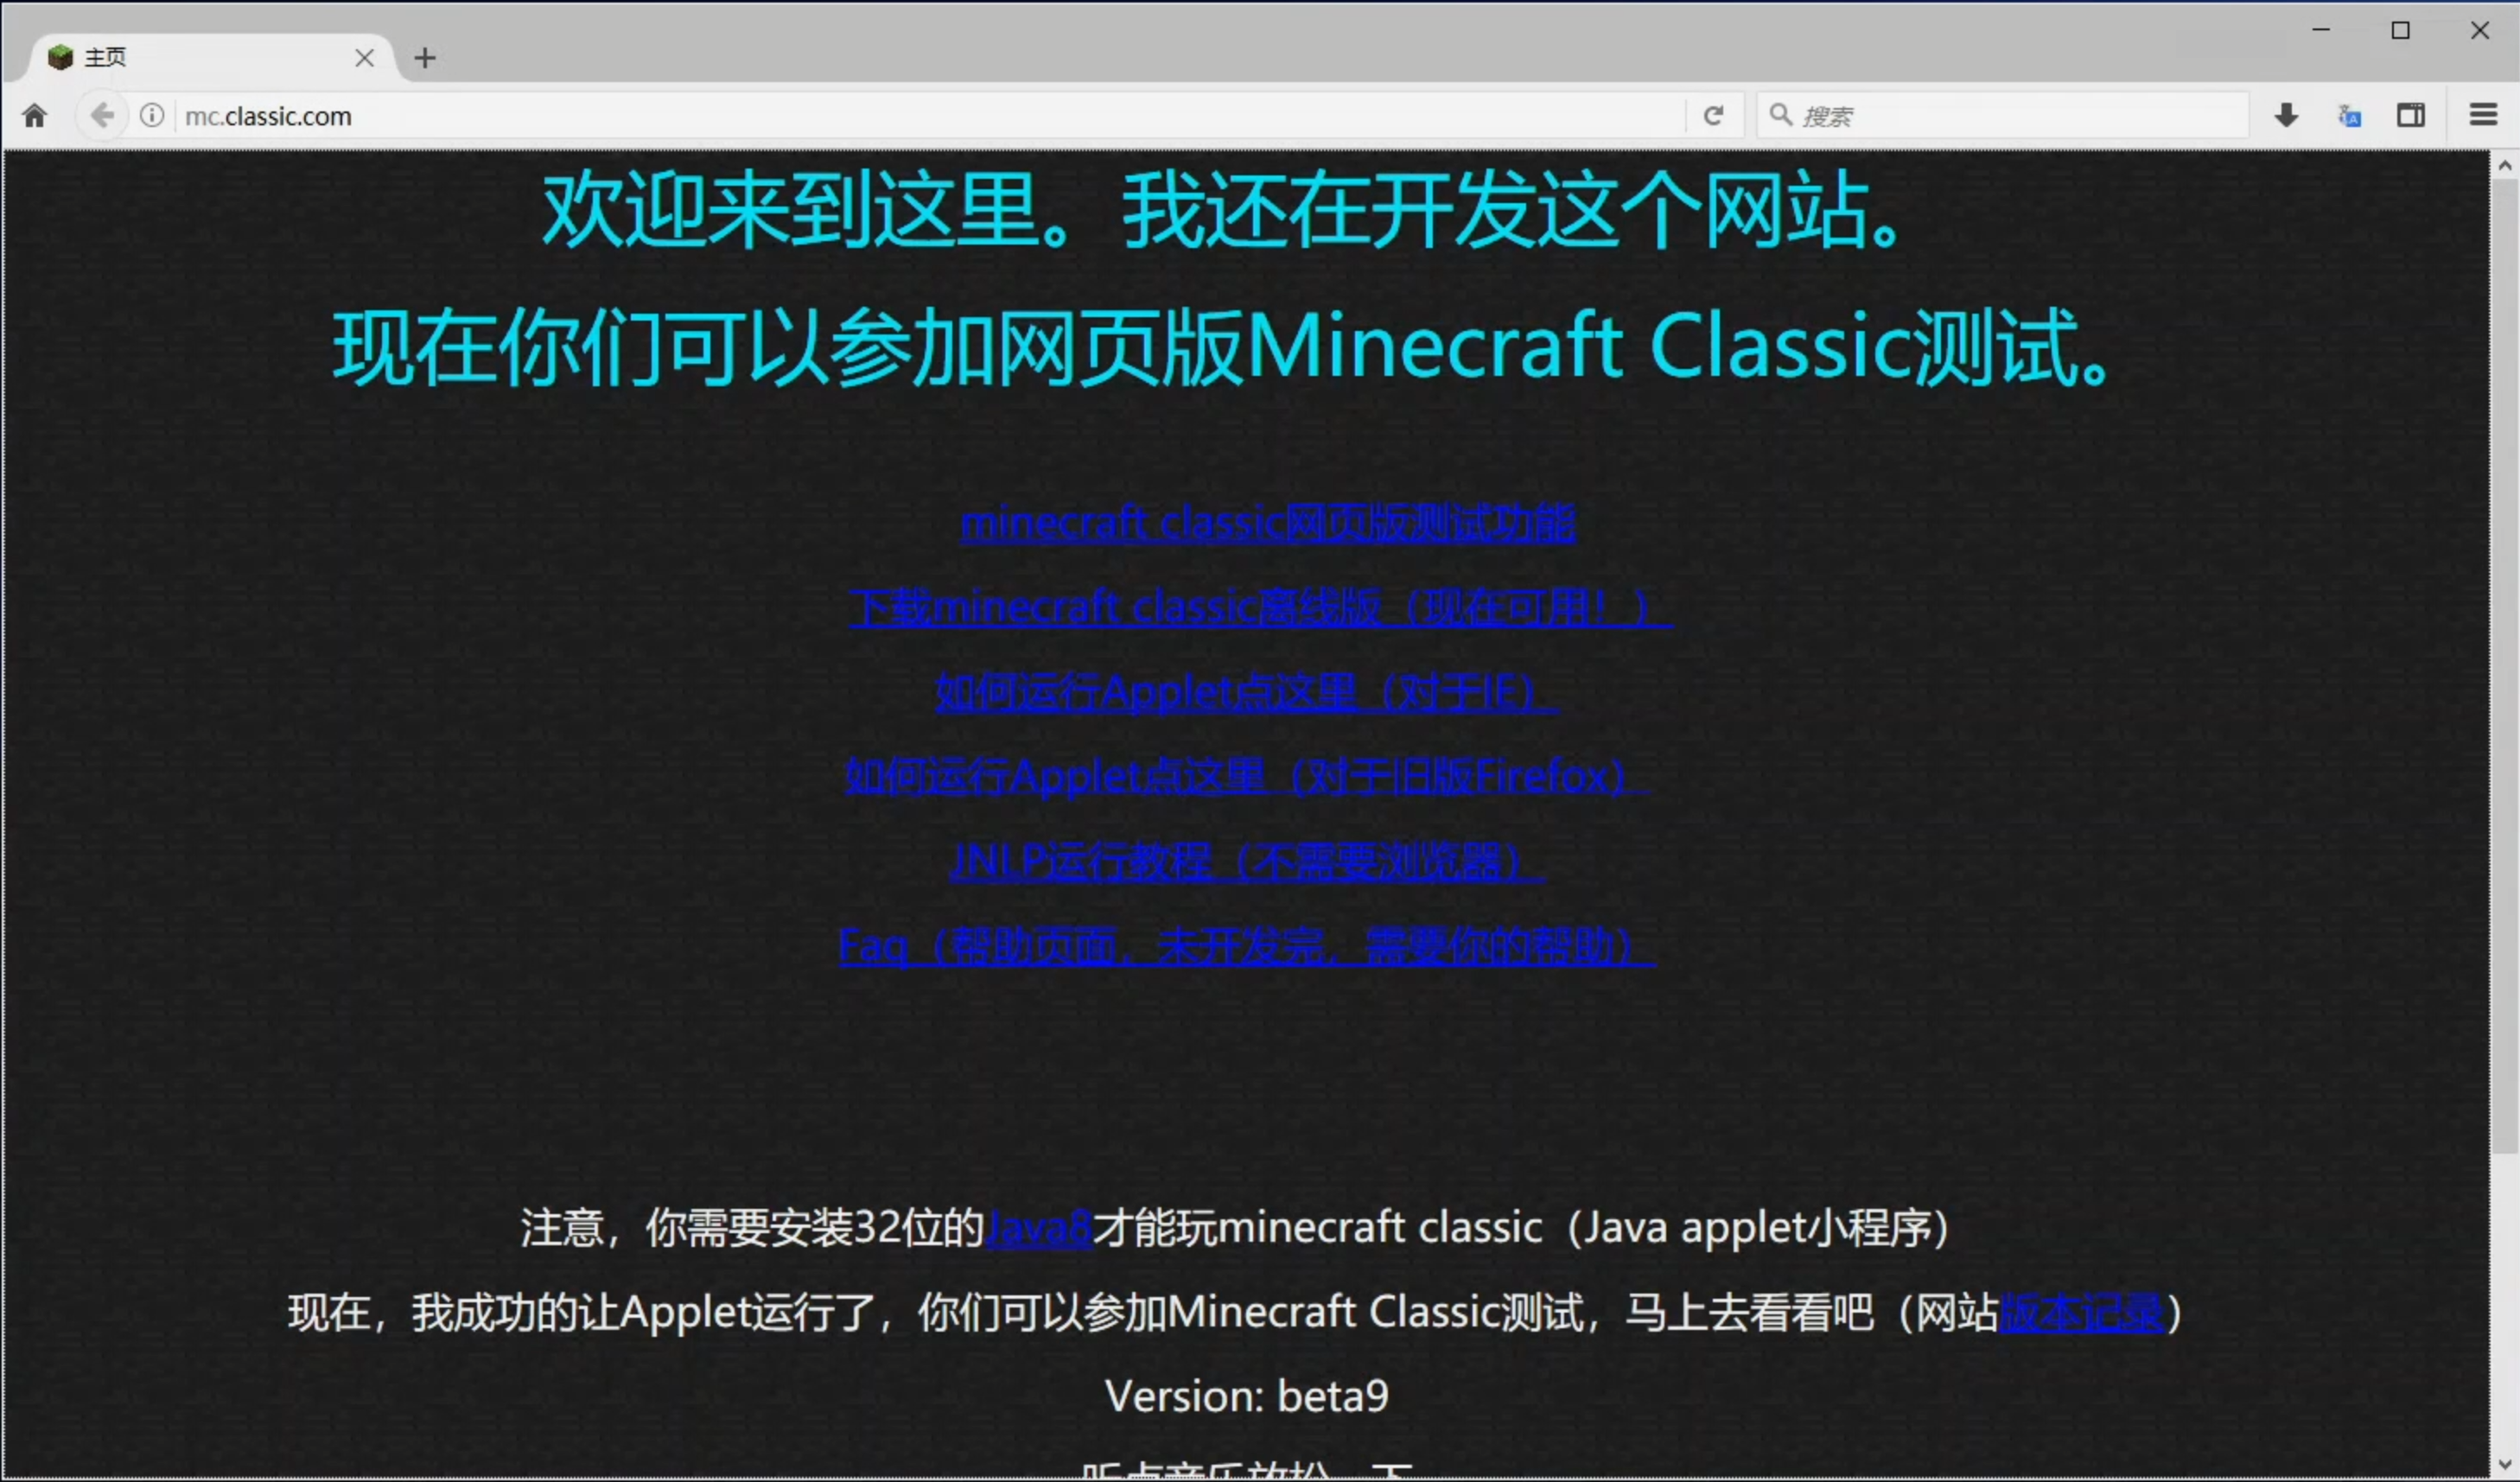 主页
mc.classic.com
搜索
欢迎来到这里。我还在开发这个网站。
现在你们可以参加网页版Minecraft Classic测试。
minecraft classic网页版测试功能
下载minecraft classic离线版（现在可用！）
如何运行Applet点这里（对于IE）
如何运行Applet点这里（对于旧版Firefox）
JNLP运行教程（不需要浏览器）
Faq（帮助页面，未开发完，需要你的帮助）
注意，你需要安装32位的Java8才能玩minecraft classic（Java applet小程序）
现在，我成功的让Applet运行了，你们可以参加Minecraft Classic测试，马上去看看吧（网站版本记录）
Version: beta9
听点音乐放松一下